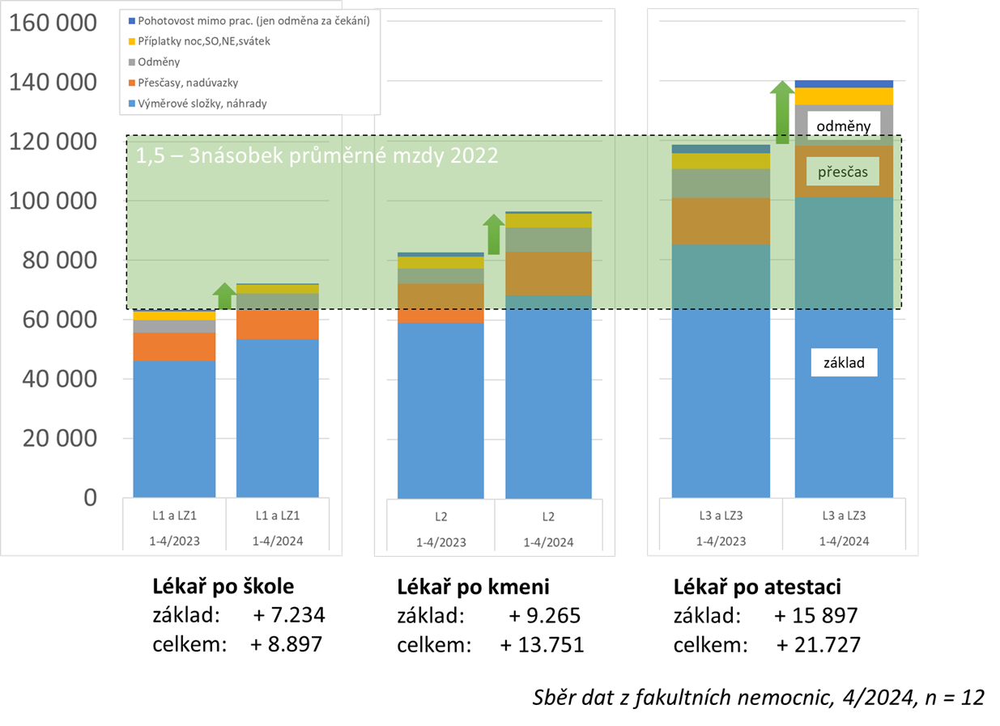 160 000
140 000
120 000
100 000
80 000
60 000
40 000
20 000
0
Pohotovost mimo prac. (jen odměna za čekání)
Příplatky noc,SO,NE,svátek
Odměny
Přesčasy, nadúvazky
Výměrové složky, náhrady
1,5 – 3násobek průměrné mzdy 2022
odměny
přesčas
základ
L1 a LZ1
1-4/2023
L1 a LZ1
1-4/2024
L2
1-4/2023
L2
1-4/2024
L3 a LZ3
1-4/2023
L3 a LZ3
1-4/2024
Lékař po škole
základ: + 7.234
celkem: + 8.897
Lékař po kmeni
základ: + 9.265
celkem: + 13.751
Lékař po atestaci
základ: + 15 897
celkem: + 21.727
Sběr dat z fakultních nemocnic, 4/2024, n = 12